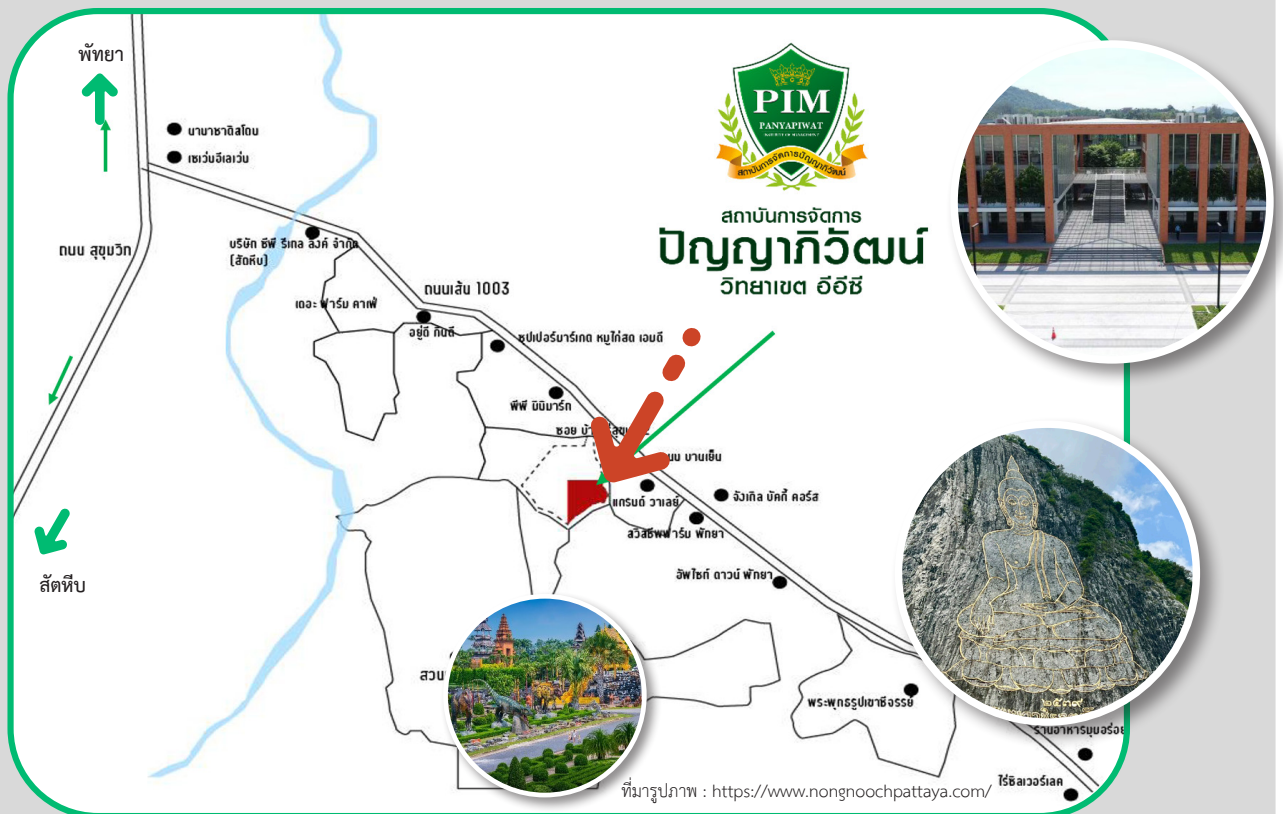 พัทยา
นานาชาติสโตน
เซเว่นอีเลเว่น
ถนน สุขุมวิท
บริษัท ซีพี รีเทล ลิงค์ จำกัด
(สัตหีบ)
ถนนเส้น 1003
เดอะ ฟาร์ม คาเฟ่
อยู่ดี กินดี
ซุปเปอร์มาร์เกต หมูไก่สด เอมดี
พีพี มินิมาร์ท
ซอย
บานเย็น
แกรนด์ วาเลย์
จังเกิล บัคกี้ คอร์ส
สวิสชีพฟาร์ม พัทยา
อัพไซท์ ดาวน์ พัทยา
สัตหีบ
PIM
PANYAPIWAT
INSTITUTE OF MANAGEMENT
สถาบันการจัดการปัญญาภิวัฒน์
สถาบันการจัดการ
ปัญญาภิวัฒน์
วิทยาเขต อีอีซี
พระพุทธรูปเขาชีจรรย์
๒๕๓๙
ร้านอาหารมุมอร่อย
ไร่ซิลเวอร์เลค
ที่มารูปภาพ : https://www.nongnoochpattaya.com/